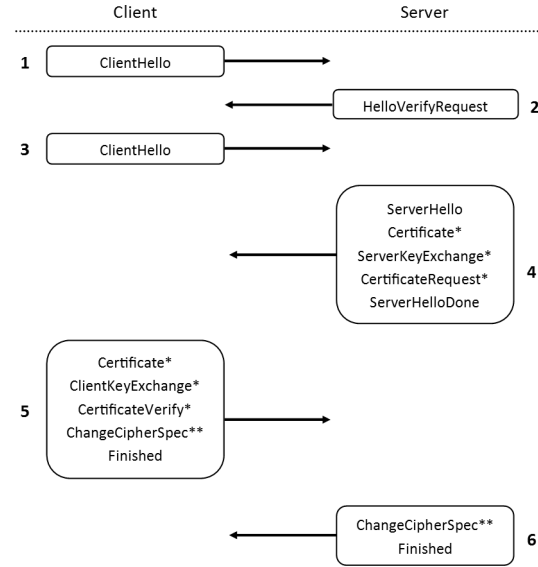 Client Server
1 ClientHello
HelloVerifyRequest 2
3 ClientHello
ServerHello
Certificate*
ServerKeyExchange*
CertificateRequest*
ServerHelloDone
4
Certificate*
ClientKeyExchange*
CertificateVerify*
ChangeCipherSpec**
Finished
5
ChangeCipherSpec**
Finished
6